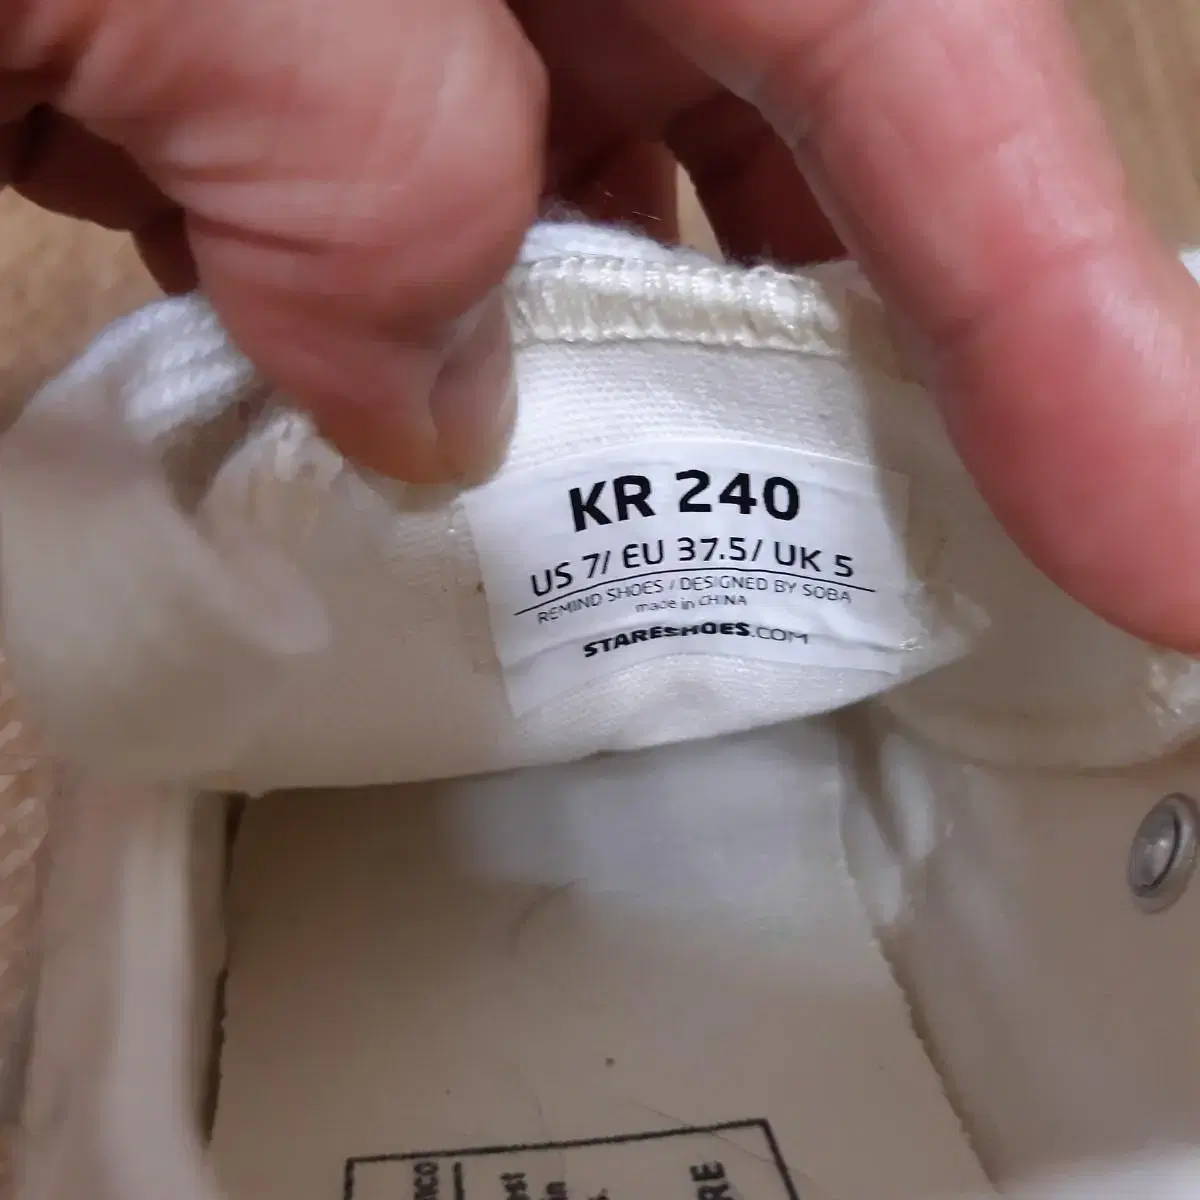 KR 240
US 7/ EU 37.5/ UK 5
REMIND SHOES / DESIGNED BY SOBA
made in CHINA
STARESHOES.COM